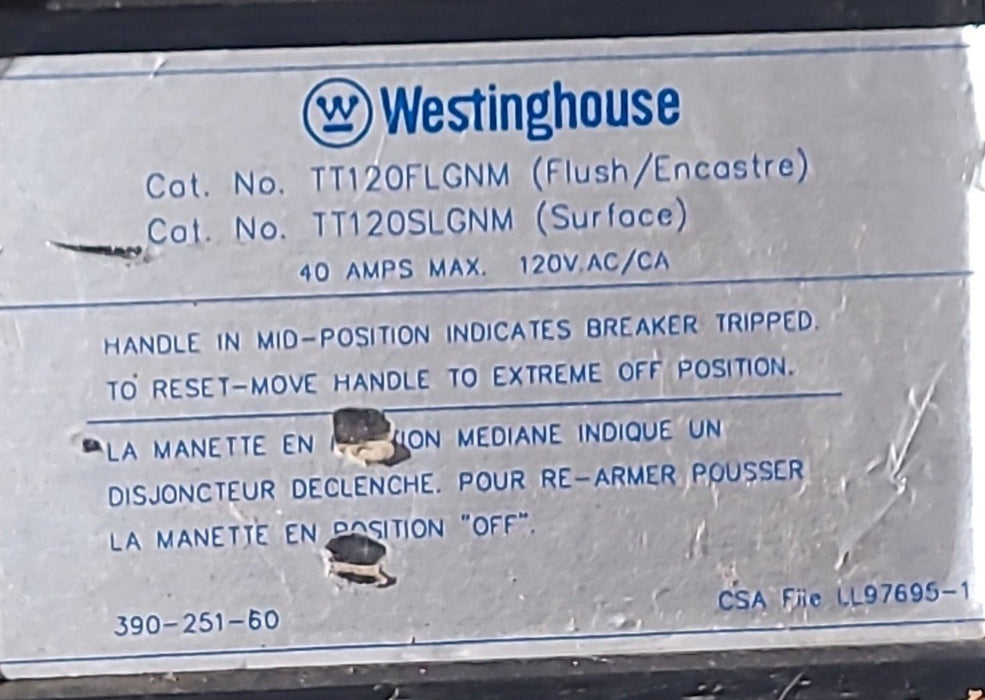 W Westinghouse
Cat. No. TT120FLGNM (Flush/Encastre)
Cat. No. TT120SLGNM (Surface)
40 AMPS MAX. 120V.AC/CA
HANDLE IN MID-POSITION INDICATES BREAKER TRIPPED.
TO RESET-MOVE HANDLE TO EXTREME OFF POSITION.
LA MANETTE EN MEDIANE INDIQUE UN
DISJONCTEUR DECLENCHE. POUR RE-ARMER POUSSER
LA MANETTE EN POSITION "OFF".
CSA File LL97695-1
390-251-60